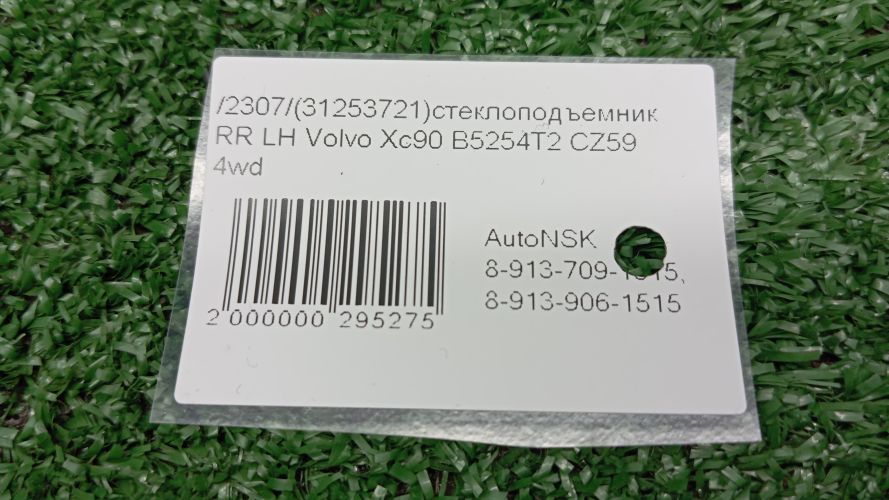 /2307/(31253721)стеклоподъемник
RR LH Volvo Xc90 B5254T2 CZ59
4wd
AutoNSK
8-913-709-1515,
8-913-906-1515
2 000000 295275